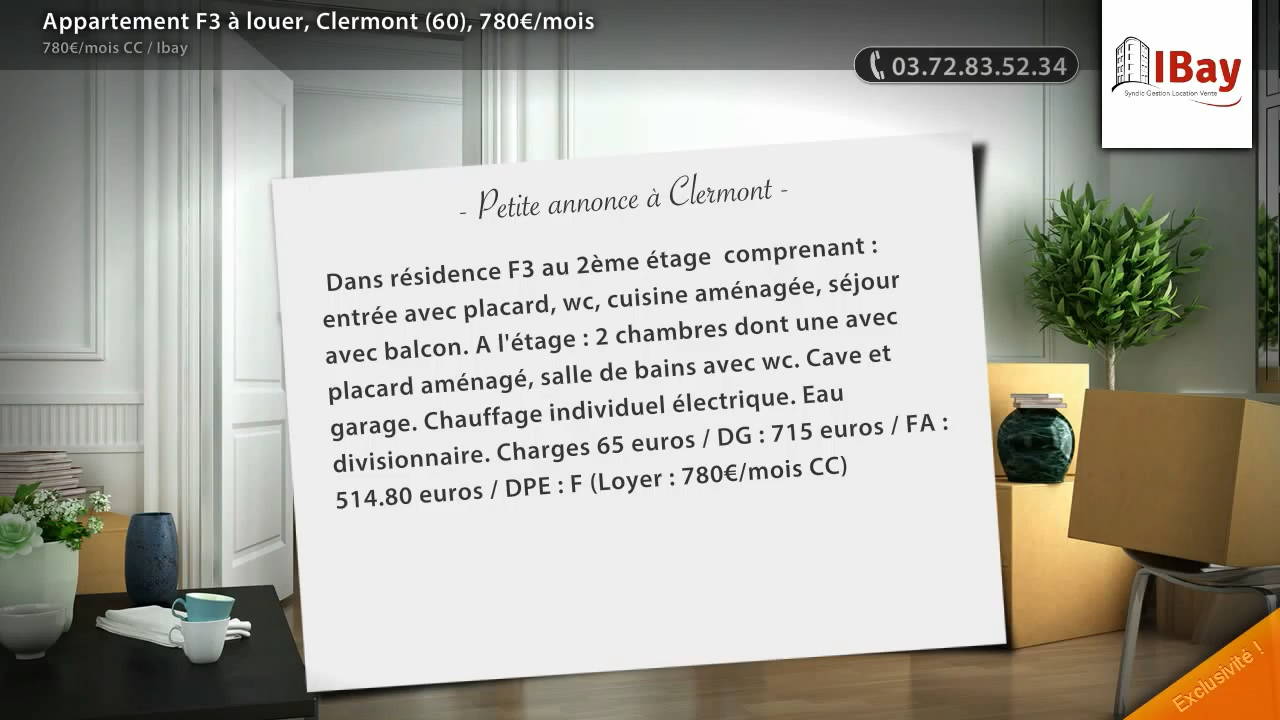 Appartement F3 à louer, Clermont (60), 780€/mois
780€/mois CC / Ibay
03.72.83.52.34
IBay
Syndic Gestion Location Vente
- Petite annonce à Clermont -
Dans résidence F3 au 2ème étage comprenant :
entrée avec placard, wc, cuisine aménagée, séjour
avec balcon. A l'étage : 2 chambres dont une avec
placard aménagé, salle de bains avec wc. Cave et
garage. Chauffage individuel électrique. Eau
divisionnaire. Charges 65 euros / DG : 715 euros / FA :
514.80 euros / DPE : F (Loyer : 780€/mois CC)
Exclusivité !